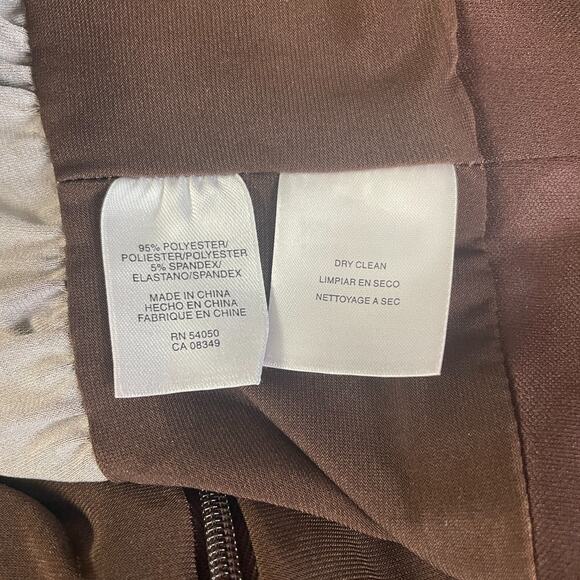 95% POLYESTER/
POLIESTER/POLYESTER
5% SPANDEX/
ELASTANO/SPANDEX
MADE IN CHINA
HECHO EN CHINA
FABRIQUE EN CHINE
RN 54050
CA 08349
DRY CLEAN
LIMPIAR EN SECO
NETTOYAGE A SEC